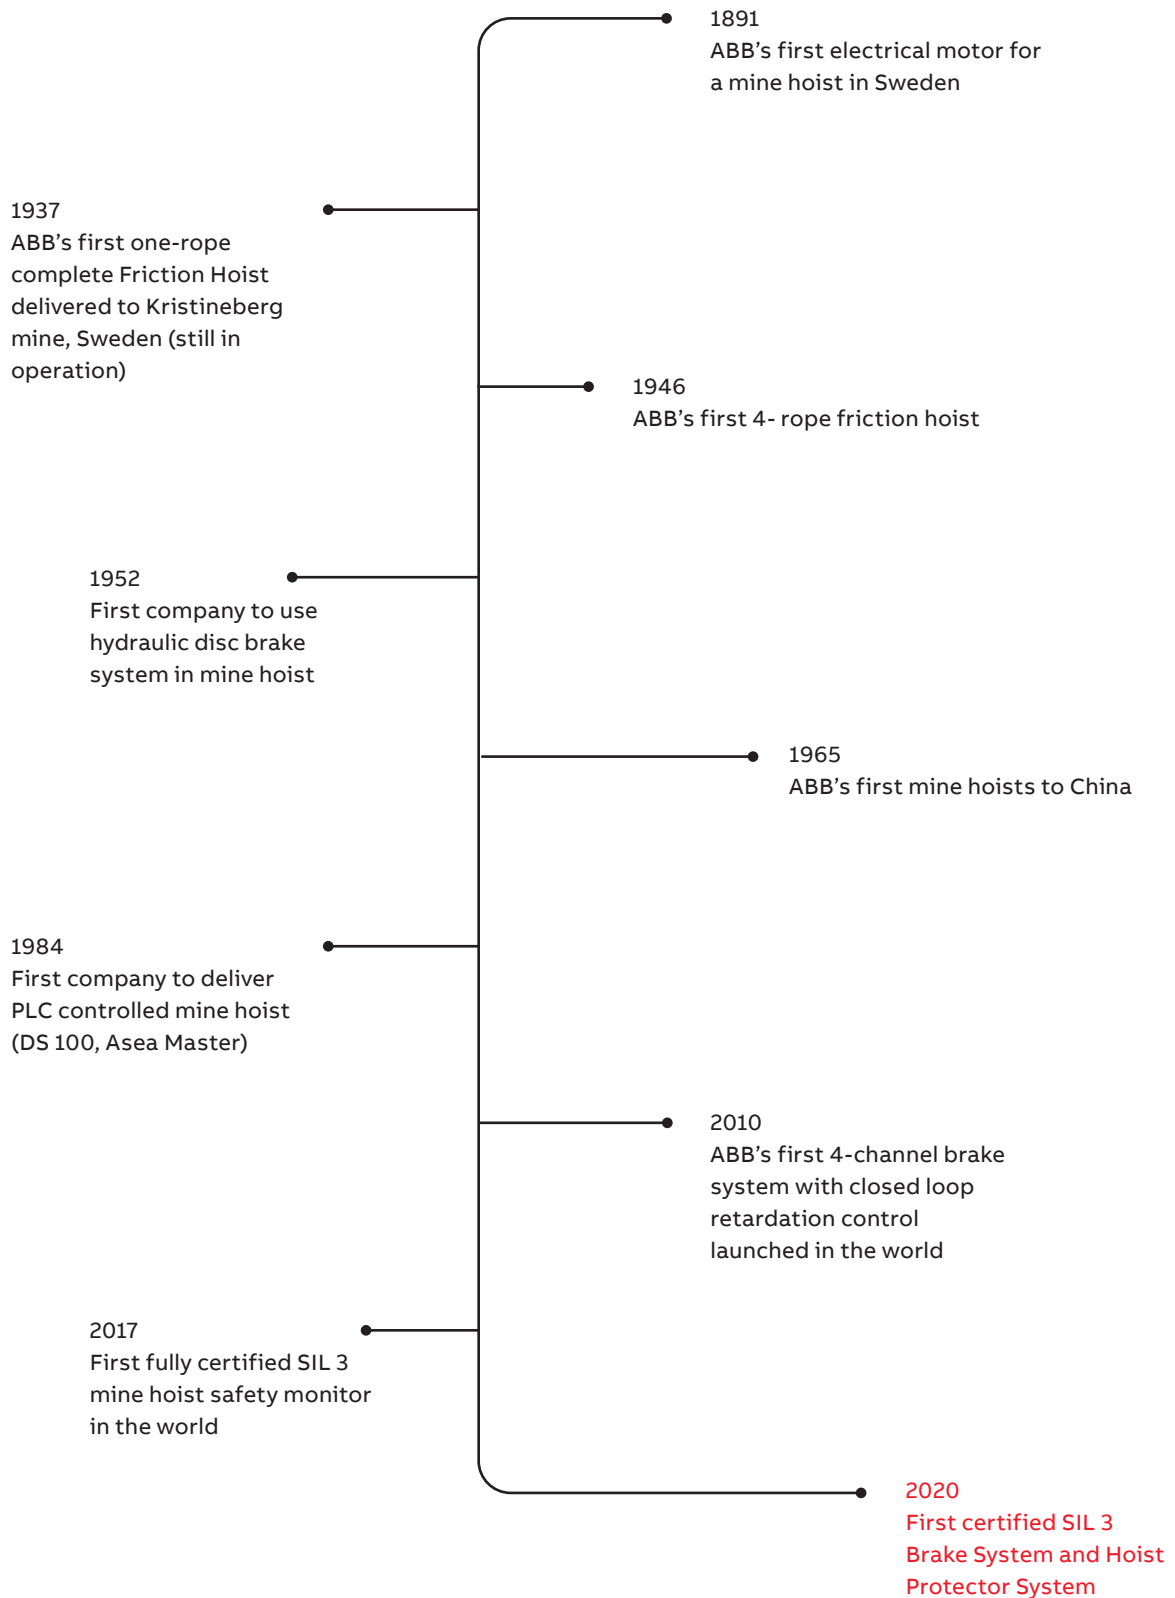 1891
ABB’s first electrical motor for
a mine hoist in Sweden
1937
ABB’s first one-rope
complete Friction Hoist
delivered to Kristineberg
mine, Sweden (still in
operation)
1946
ABB’s first 4- rope friction hoist
1952
First company to use
hydraulic disc brake
system in mine hoist
1965
ABB’s first mine hoists to China
1984
First company to deliver
PLC controlled mine hoist
(DS 100, Asea Master)
2010
ABB’s first 4-channel brake
system with closed loop
retardation control
launched in the world
2017
First fully certified SIL 3
mine hoist safety monitor
in the world
2020
First certified SIL 3
Brake System and Hoist
Protector System